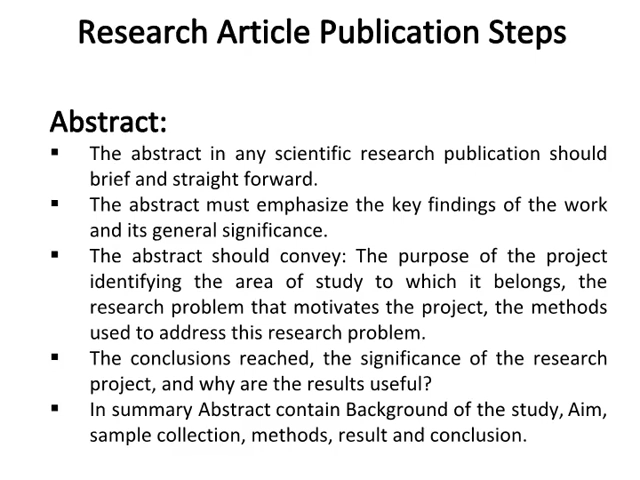 Research Article Publication Steps
Abstract:
▪ The abstract in any scientific research publication should
brief and straight forward.
▪ The abstract must emphasize the key findings of the work
and its general significance.
▪ The abstract should convey: The purpose of the project
identifying the area of study to which it belongs, the
research problem that motivates the project, the methods
used to address this research problem.
▪ The conclusions reached, the significance of the research
project, and why are the results useful?
▪ In summary Abstract contain Background of the study, Aim,
sample collection, methods, result and conclusion.